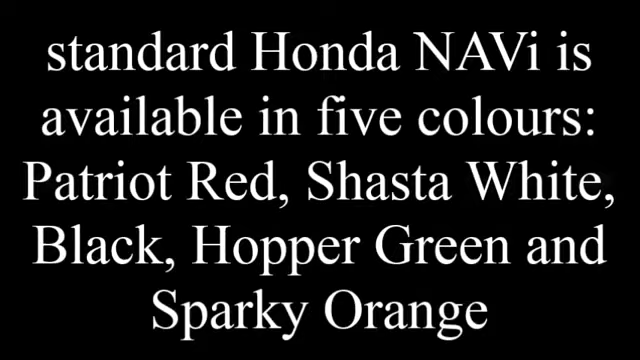 standard Honda NAVi is
available in five colours:
Patriot Red, Shasta White,
Black, Hopper Green and
Sparky Orange